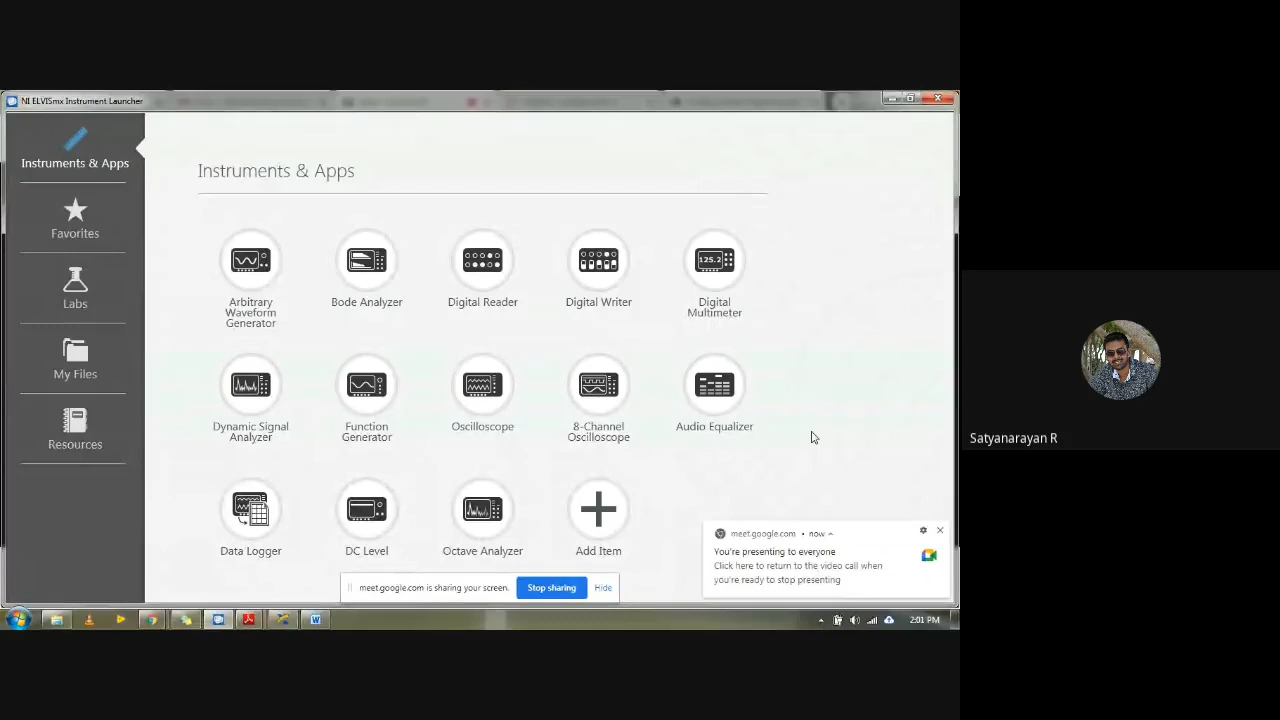 NI ELVISmx Instrument Launcher
Instruments & Apps
Favorites
Labs
My Files
Resources
Instruments & Apps
Arbitrary
Waveform
Generator
Bode Analyzer
Digital Reader
Digital Writer
125.2
Digital
Multimeter
Dynamic Signal
Analyzer
Function
Generator
Oscilloscope
8-Channel
Oscilloscope
Audio Equalizer
Data Logger
DC Level
Octave Analyzer
Add Item
meet.google.com • now
You're presenting to everyone
Click here to return to the video call when
you're ready to stop presenting
meet.google.com is sharing your screen.
Stop sharing
Hide
2:01 PM
Satyanarayan R